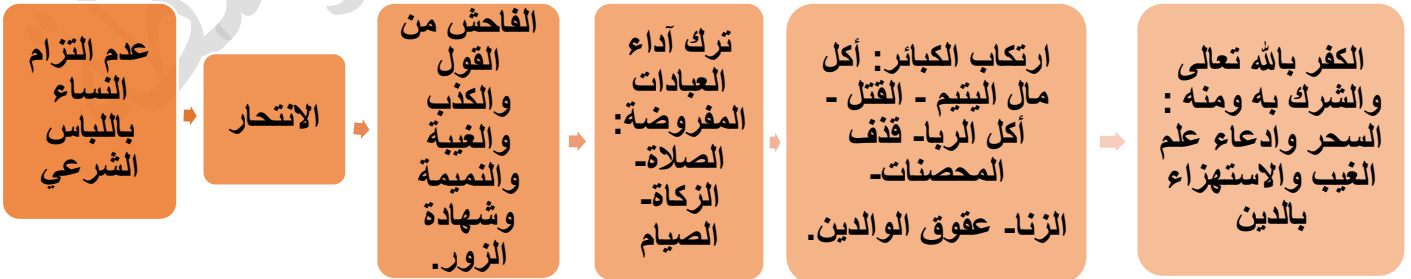 الكفر بالله تعالى
والشرك به ومنه :
السحر وادعاء علم
الغيب والاستهزاء
بالدين
ارتكاب الكبائر: أكل
مال اليتيم - القتل -
أكل الربا- قذف
المحصنات-
الزنا- عقوق الوالدين.
ترك آداء
العبادات
المفروضة:
الصلاة-
الزكاة-
الصيام
الفاحش من
القول
والكذب
والغيبة
والنميمة
وشهادة
الزور.
الانتحار
عدم التزام
النساء
باللباس
الشرعي